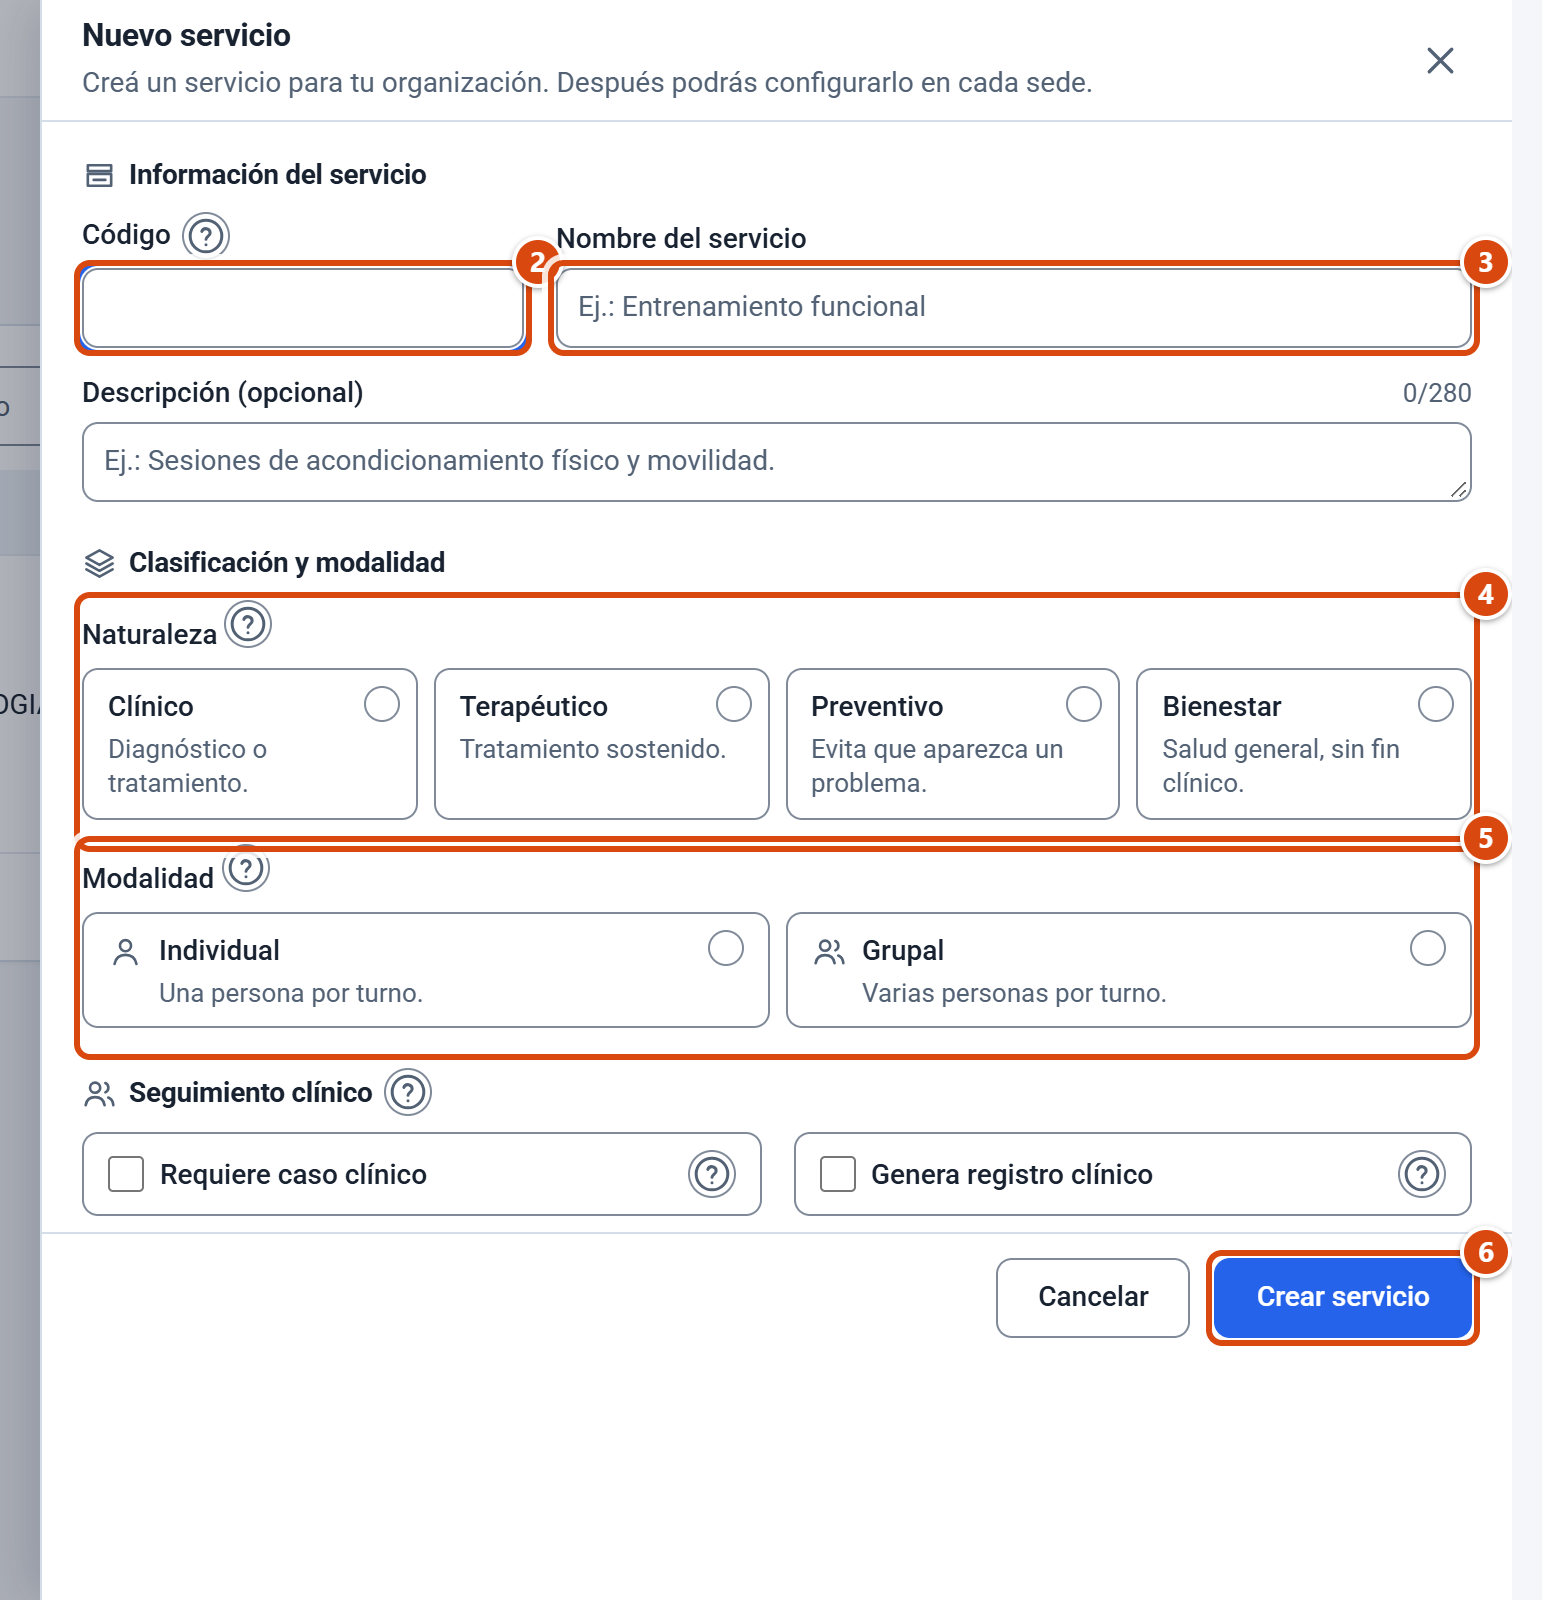 Nuevo servicio
Creá un servicio para tu organización. Después podrás configurarlo en cada sede.
Información del servicio
Código ?
Nombre del servicio
2
3
Ej.: Entrenamiento funcional
Descripción (opcional)
0/280
o
Ej.: Sesiones de acondicionamiento físico y movilidad.
Clasificación y modalidad
4
Naturaleza ?
Clínico
Diagnóstico o
tratamiento.
Terapéutico
Tratamiento sostenido.
Preventivo
Evita que aparezca un
problema.
Bienestar
Salud general, sin fin
clínico.
5
Modalidad ?
Individual
Una persona por turno.
Grupal
Varias personas por turno.
Seguimiento clínico ?
Requiere caso clínico ?
Genera registro clínico ?
6
Cancelar
Crear servicio